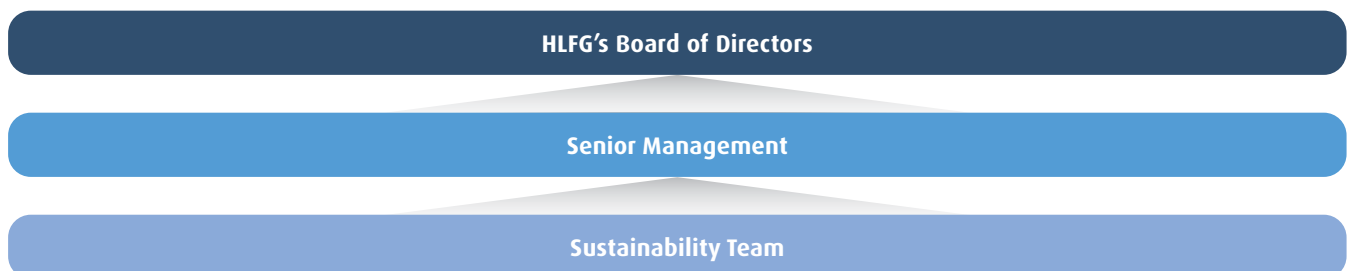 HLFG's Board of Directors
Senior Management
Sustainability Team